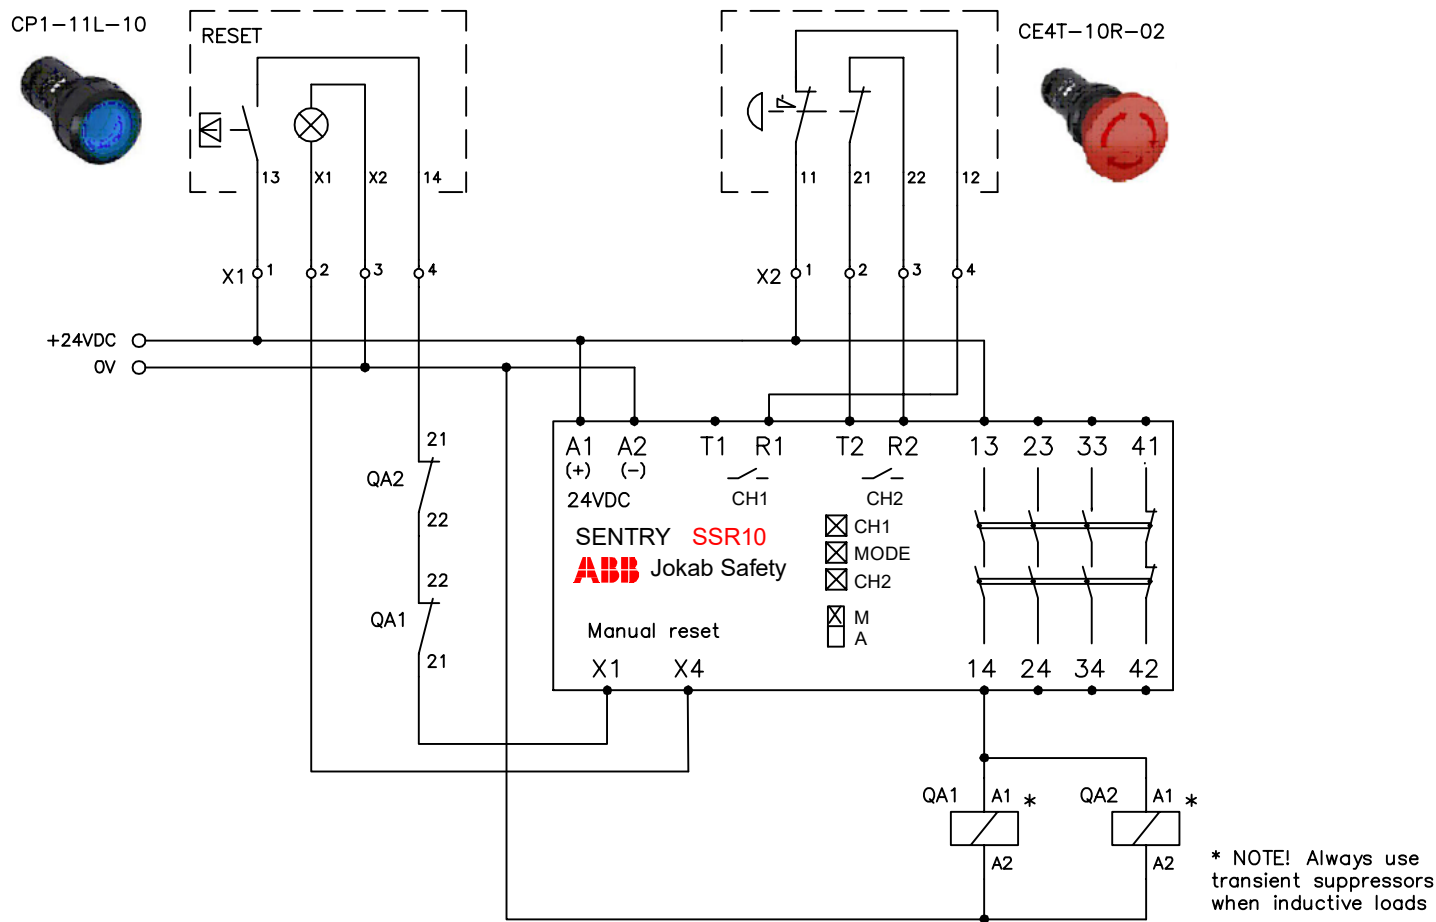 CP1-11L-10
RESET
CE4T-10R-02
13 X1 X2 14
11 21 22 12
X1 1 2 3 4
X2 1 2 3 4
+24VDC
0V
21
QA2
22
22
QA1
21
A1 A2 T1 R1 T2 R2 13 23 33 41
(+) (-)
24VDC
CH1
CH2
SENTRY SSR10
ABB Jokab Safety
CH1
MODE
CH2
M
A
Manual reset
X1 X4
14 24 34 42
QA1 A1 *
A2
QA2 A1 *
A2
* NOTE! Always use
transient suppressors
when inductive loads